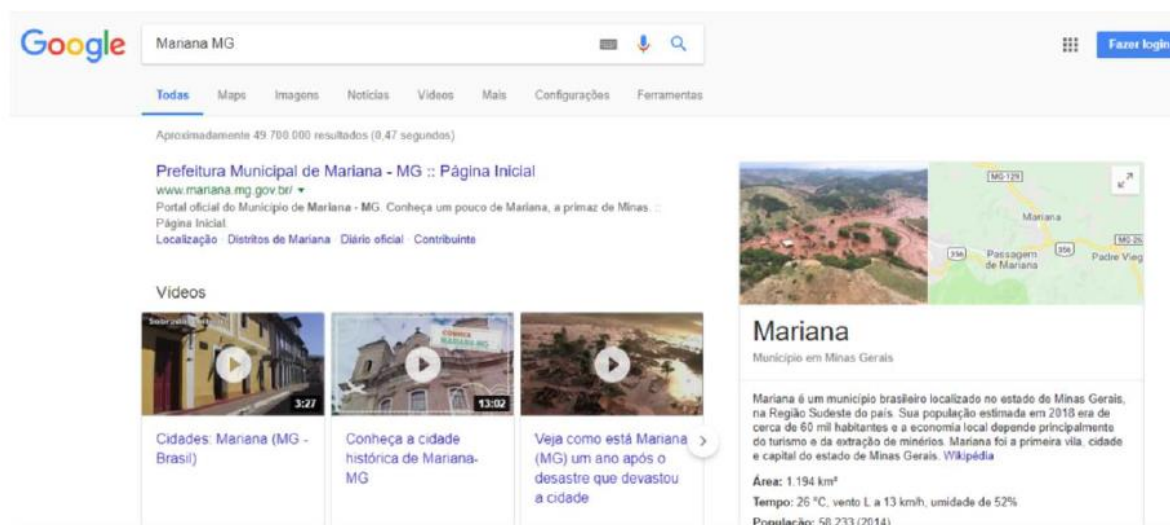 Google
Mariana MG
Fazer login
Todas Maps Imagens Notícias Vídeos Mais Configurações Ferramentas
Aproximadamente 49.700.000 resultados (0,47 segundos)
Prefeitura Municipal de Mariana - MG :: Página Inicial
www.mariana.mg.gov.br/
Portal oficial do Município de Mariana - MG. Conheça um pouco de Mariana, a primaz de Minas. ::
Página Inicial.
Localização · Distritos de Mariana · Diário oficial · Contribuinte
Vídeos
3:27
CONHEÇA
MARIANA-MG
13:02
Cidades: Mariana (MG -
Brasil)
Conheça a cidade
histórica de Mariana-
MG
Veja como está Mariana
(MG) um ano após o
desastre que devastou
a cidade
MG-129
Mariana
356
Passagem
de Mariana
356
MG-26
Padre Vieg
Mariana
Município em Minas Gerais
Mariana é um município brasileiro localizado no estado de Minas Gerais,
na Região Sudeste do país. Sua população estimada em 2018 era de
cerca de 60 mil habitantes e a economia local depende principalmente
do turismo e da extração de minérios. Mariana foi a primeira vila, cidade
e capital do estado de Minas Gerais. Wikipédia
Área: 1.194 km²
Tempo: 26 °C, vento L a 13 km/h, umidade de 52%
População: 58.233 (2014)